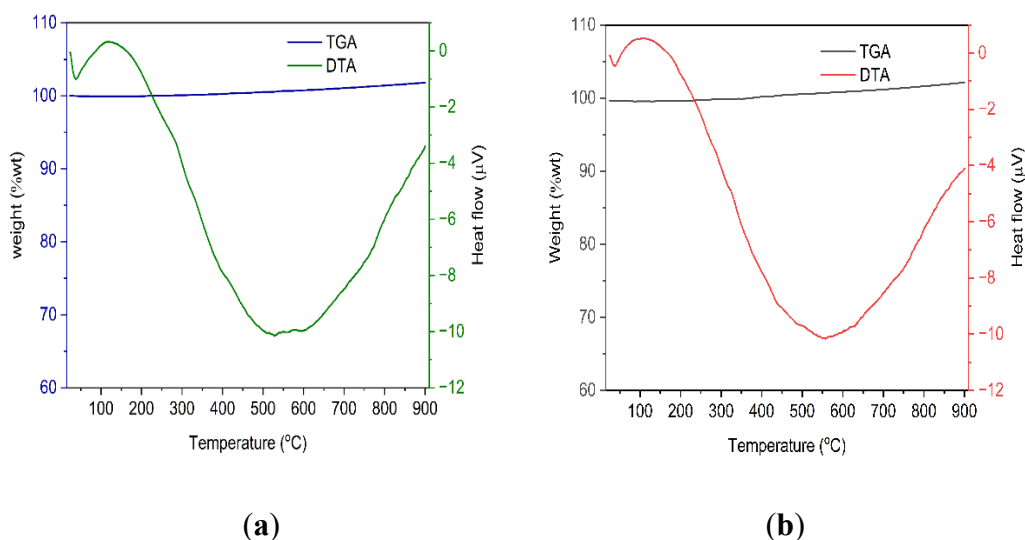 110
105
100
90
80
70
60
weight (%wt)
TGA
DTA
0
−2
−4
−6
−8
−10
−12
Heat flow (µV)
100 200 300 400 500 600 700 800 900
Temperature (°C)
(a)
110
100
90
80
70
60
Weight (%wt)
TGA
DTA
0
−2
−4
−6
−8
−10
−12
Heat flow (µV)
100 200 300 400 500 600 700 800 900
Temperature (°C)
(b)